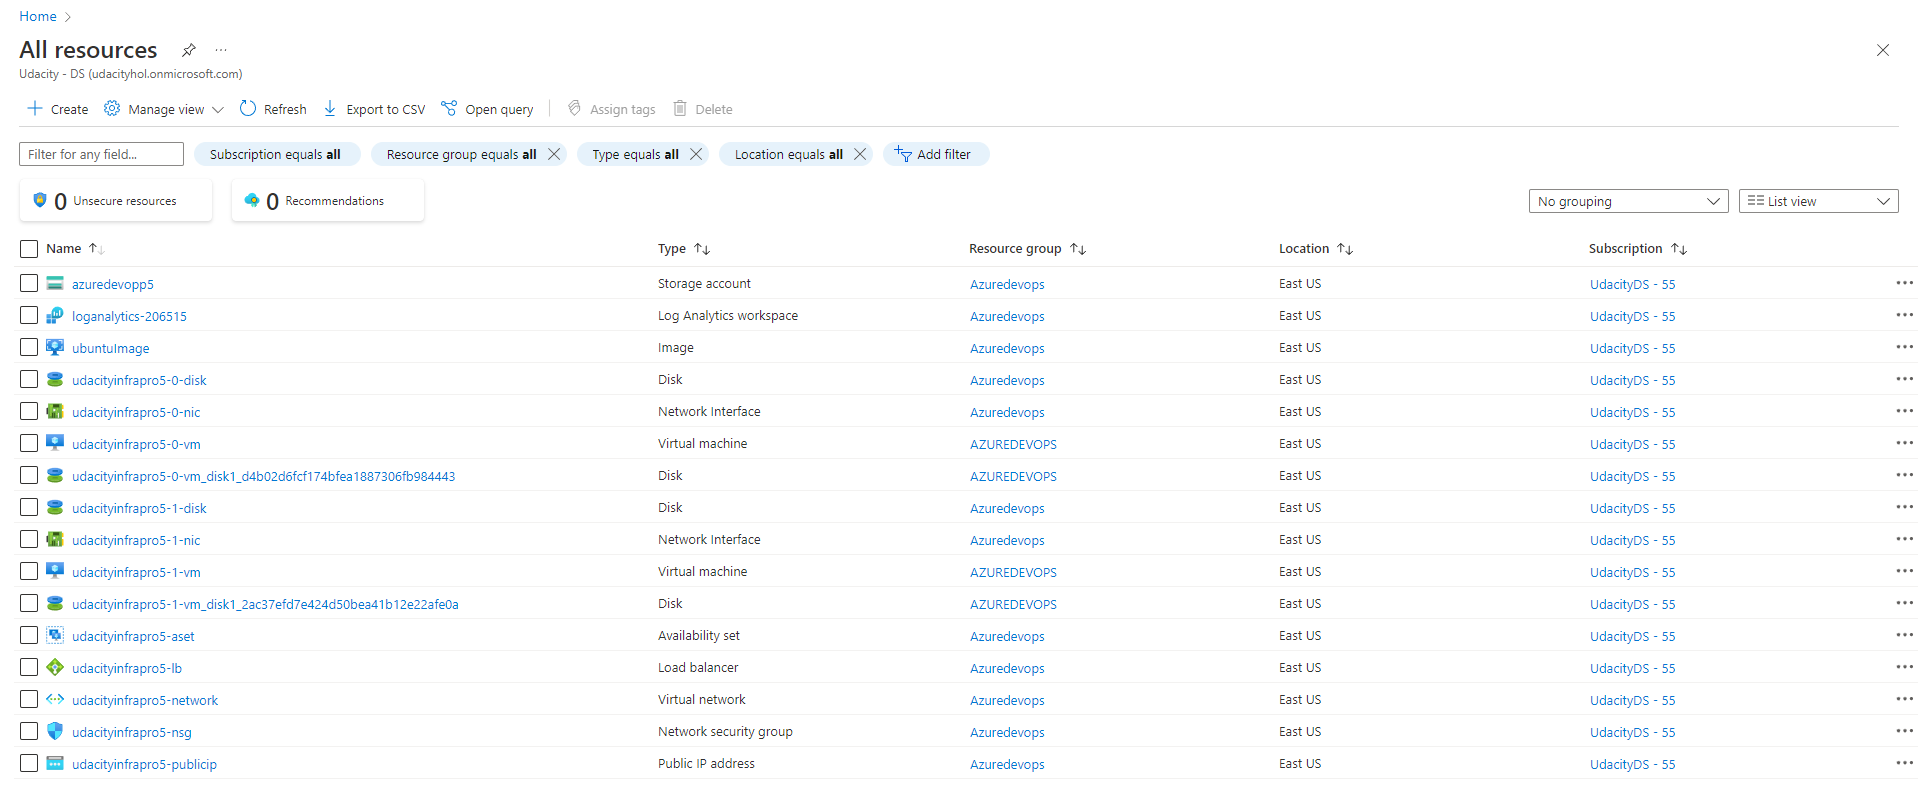 Home
All resources
Udacity - DS (udacityhol.onmicrosoft.com)
Create Manage view Refresh Export to CSV Open query Assign tags Delete
Filter for any field... Subscription equals all Resource group equals all Type equals all Location equals all Add filter
0 Unsecure resources 0 Recommendations No grouping List view
Name Type Resource group Location Subscription
azuredevopp5 Storage account Azuredevops East US UdacityDS - 55
loganalytics-206515 Log Analytics workspace Azuredevops East US UdacityDS - 55
ubuntuImage Image Azuredevops East US UdacityDS - 55
udacityinfrapro5-0-disk Disk Azuredevops East US UdacityDS - 55
udacityinfrapro5-0-nic Network Interface Azuredevops East US UdacityDS - 55
udacityinfrapro5-0-vm Virtual machine AZUREDEVOPS East US UdacityDS - 55
udacityinfrapro5-0-vm_disk1_d4b02d6fcf174bfea1887306fb984443 Disk AZUREDEVOPS East US UdacityDS - 55
udacityinfrapro5-1-disk Disk Azuredevops East US UdacityDS - 55
udacityinfrapro5-1-nic Network Interface Azuredevops East US UdacityDS - 55
udacityinfrapro5-1-vm Virtual machine AZUREDEVOPS East US UdacityDS - 55
udacityinfrapro5-1-vm_disk1_2ac37efd7e424d50bea41b12e22afe0a Disk AZUREDEVOPS East US UdacityDS - 55
udacityinfrapro5-aset Availability set Azuredevops East US UdacityDS - 55
udacityinfrapro5-lb Load balancer Azuredevops East US UdacityDS - 55
udacityinfrapro5-network Virtual network Azuredevops East US UdacityDS - 55
udacityinfrapro5-nsg Network security group Azuredevops East US UdacityDS - 55
udacityinfrapro5-publicip Public IP address Azuredevops East US UdacityDS - 55